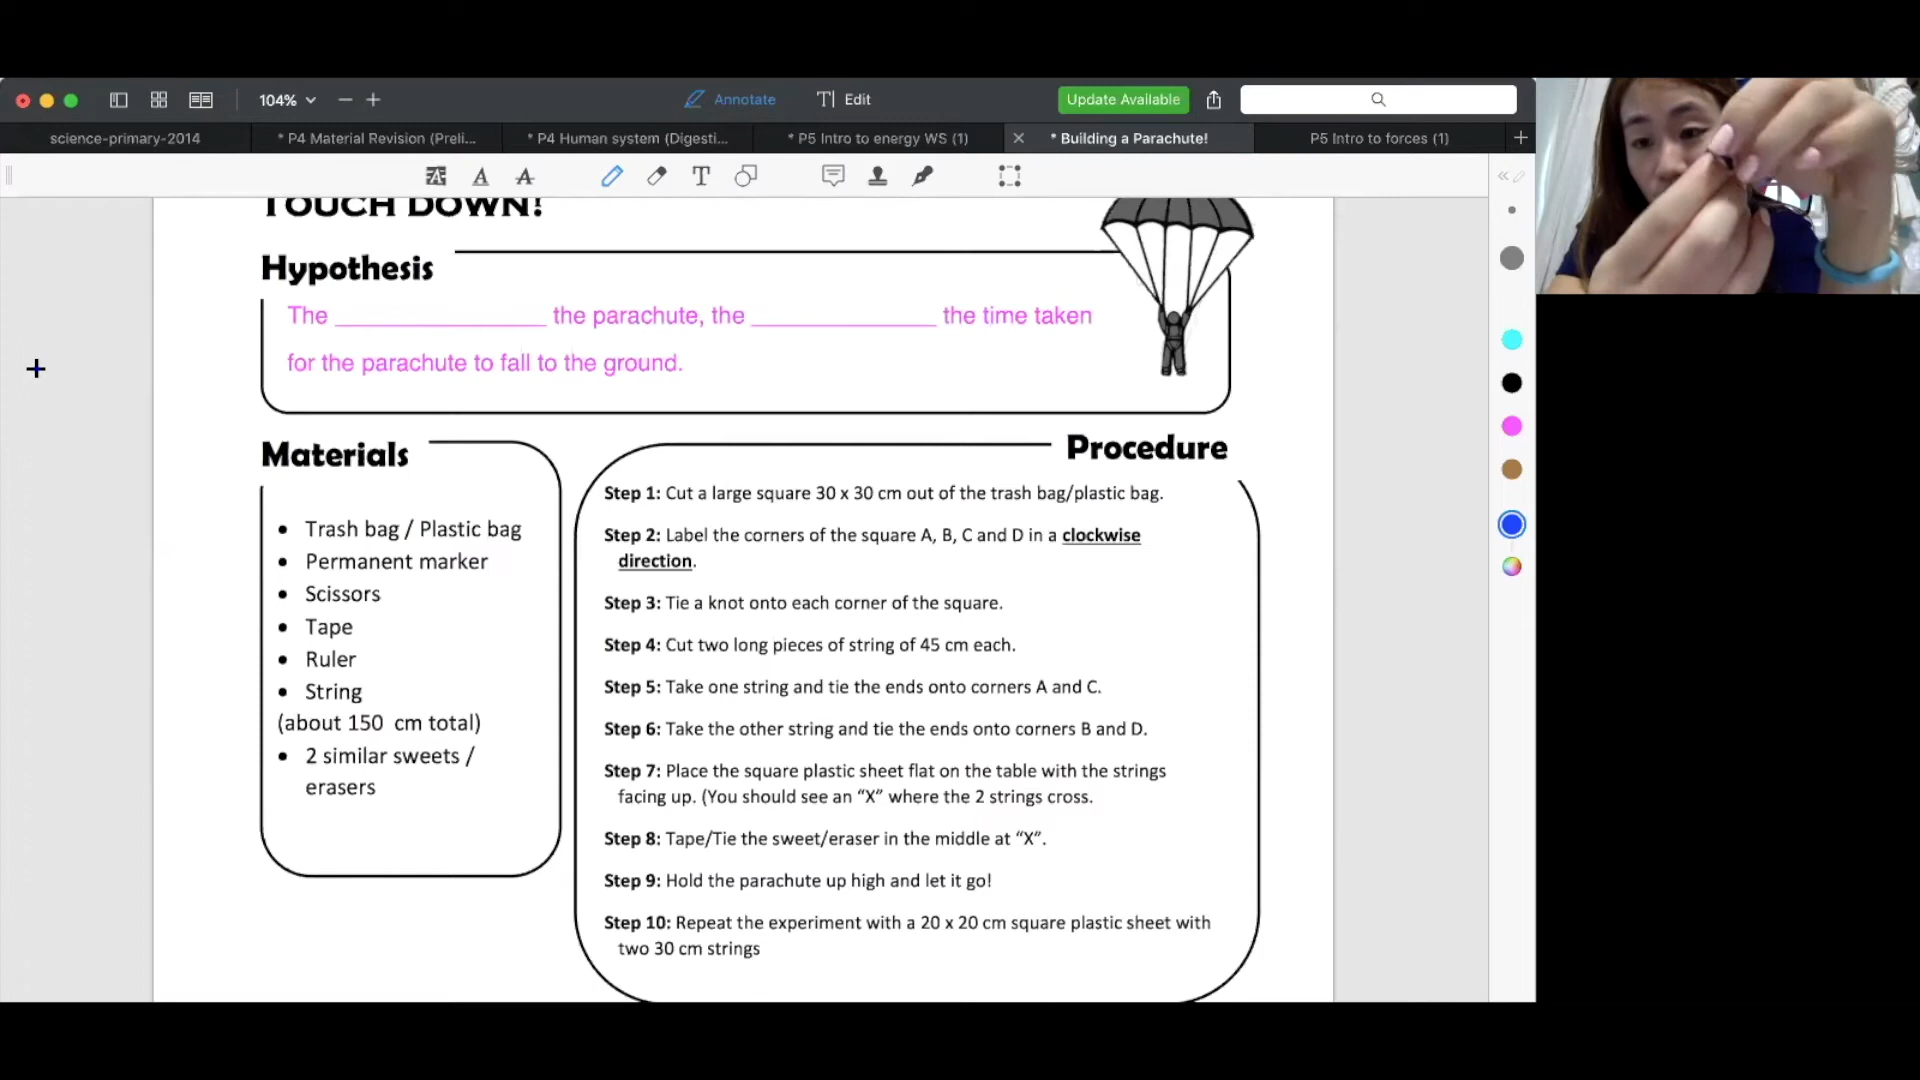 104%
Annotate
Edit
Update Available
science-primary-2014
* P4 Material Revision (Preli...
* P4 Human system (Digesti...
* P5 Intro to energy WS (1)
* Building a Parachute!
P5 Intro to forces (1)
TOUCH DOWN!
Hypothesis
The ________________ the parachute, the ______________ the time taken
for the parachute to fall to the ground.
Materials
• Trash bag / Plastic bag
• Permanent marker
• Scissors
• Tape
• Ruler
• String
(about 150 cm total)
• 2 similar sweets /
erasers
Procedure
Step 1: Cut a large square 30 x 30 cm out of the trash bag/plastic bag.
Step 2: Label the corners of the square A, B, C and D in a clockwise
direction.
Step 3: Tie a knot onto each corner of the square.
Step 4: Cut two long pieces of string of 45 cm each.
Step 5: Take one string and tie the ends onto corners A and C.
Step 6: Take the other string and tie the ends onto corners B and D.
Step 7: Place the square plastic sheet flat on the table with the strings
facing up. (You should see an “X” where the 2 strings cross.
Step 8: Tape/Tie the sweet/eraser in the middle at “X”.
Step 9: Hold the parachute up high and let it go!
Step 10: Repeat the experiment with a 20 x 20 cm square plastic sheet with
two 30 cm strings